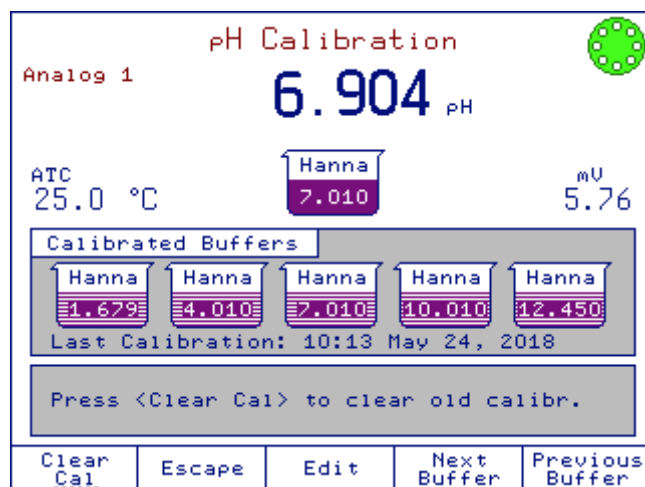 pH Calibration
Analog 1
6.904 pH
ATC
25.0 °C
Hanna
7.010
mV
5.76
Calibrated Buffers
Hanna Hanna Hanna Hanna Hanna
1.679 4.010 7.010 10.010 12.450
Last Calibration: 10:13 May 24, 2018
Press <Clear Cal> to clear old calibr.
Clear Cal
Escape
Edit
Next Buffer
Previous Buffer